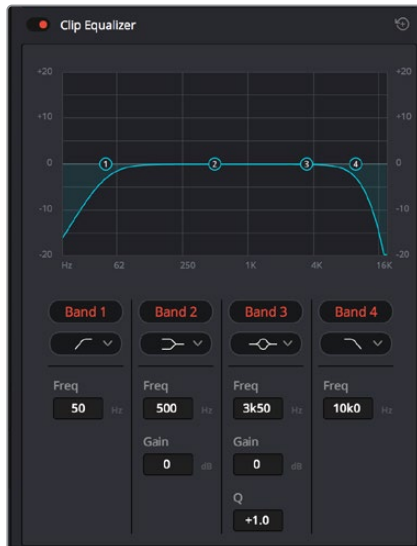 Clip Equalizer
+20 +20
+10 +10
0 1 2 3 4 0
-10 -10
-20 -20
Hz 62 250 1K 4K 16K
Band 1 Band 2 Band 3 Band 4
Freq Freq Freq Freq
50 Hz 500 Hz 3k50 Hz 10k0 Hz
Gain Gain
0 dB 0 dB
Q
+1.0